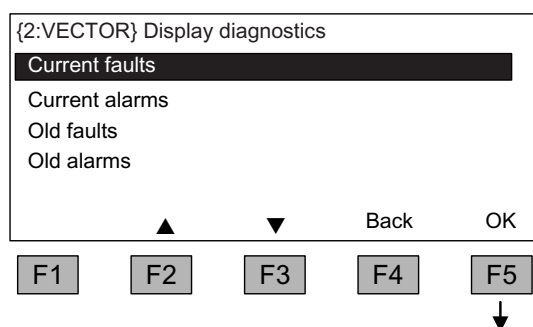 {2:VECTOR} Display diagnostics
Current faults
Current alarms
Old faults
Old alarms
▲ ▼ Back OK
F1 F2 F3 F4 F5